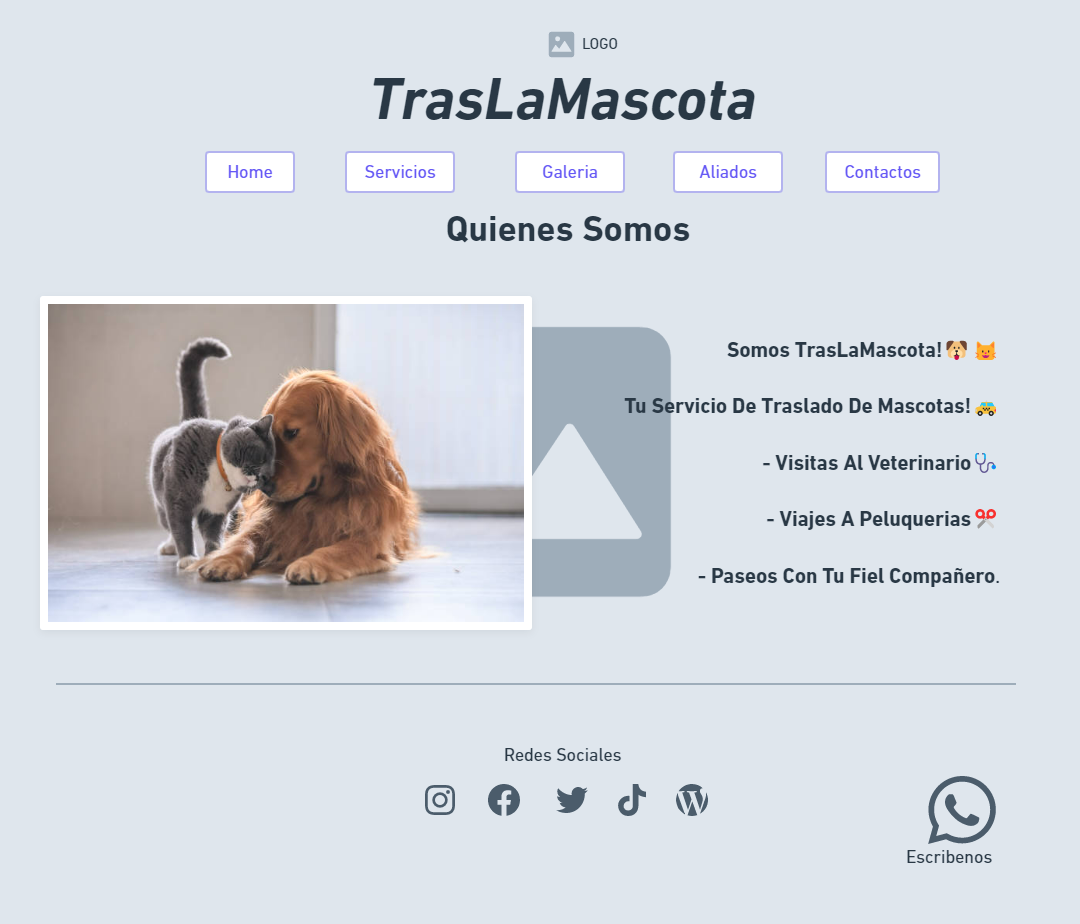 LOGO
TrasLaMascota
Home Servicios Galeria Aliados Contactos
Quienes Somos
Somos TrasLaMascota! 🐶 😺
Tu Servicio De Traslado De Mascotas! 🚕
- Visitas Al Veterinario 🩺
- Viajes A Peluquerias ✂️
- Paseos Con Tu Fiel Compañero.
Redes Sociales
Escribenos